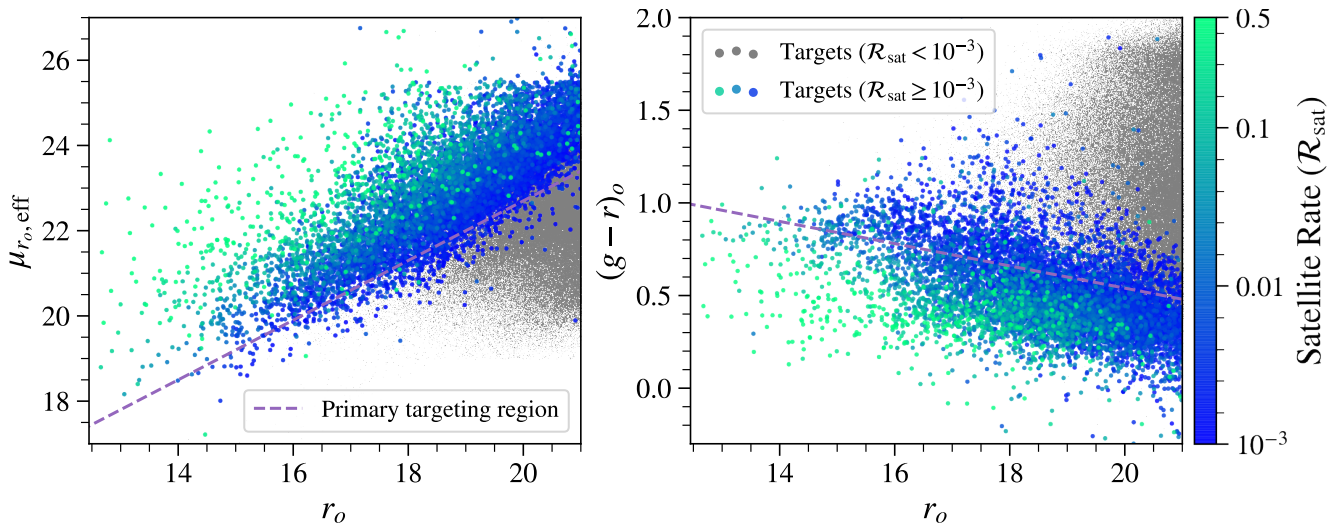 26
24
22
20
18
μ_{r_o, eff}
14
16
18
20
r_o
Primary targeting region
2.0
1.5
1.0
0.5
0.0
(g − r)_o
14
16
18
20
r_o
Targets (R_sat < 10^{−3})
Targets (R_sat ≥ 10^{−3})
0.5
0.1
0.01
10^{−3}
Satellite Rate (R_sat)